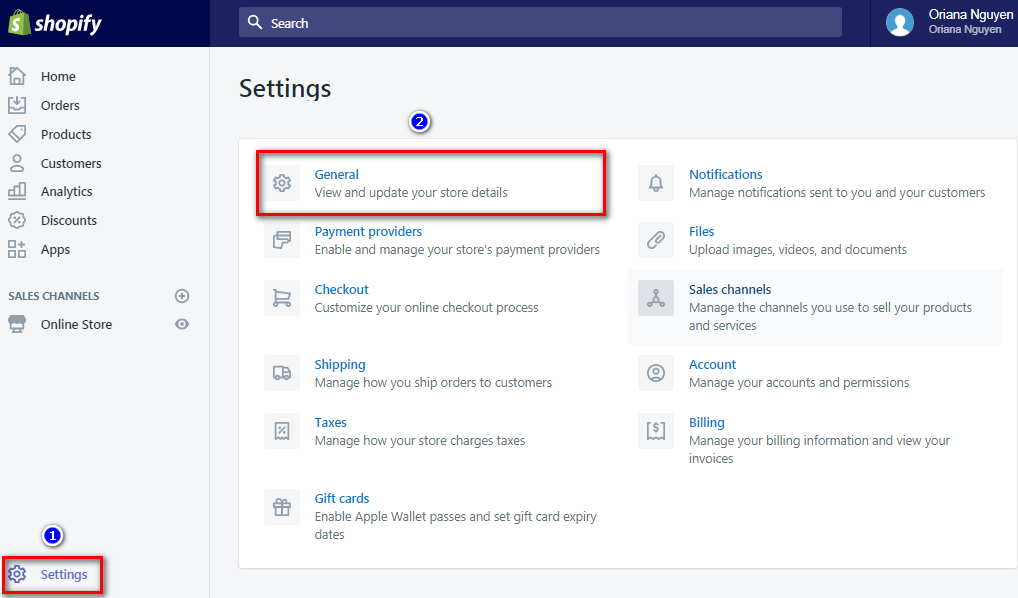 shopify
Search
Oriana Nguyen
Oriana Nguyen
Home
Orders
Products
Customers
Analytics
Discounts
Apps
SALES CHANNELS
Online Store
1
Settings
Settings
2
General
View and update your store details
Payment providers
Enable and manage your store's payment providers
Checkout
Customize your online checkout process
Shipping
Manage how you ship orders to customers
Taxes
Manage how your store charges taxes
Gift cards
Enable Apple Wallet passes and set gift card expiry
dates
Notifications
Manage notifications sent to you and your customers
Files
Upload images, videos, and documents
Sales channels
Manage the channels you use to sell your products
and services
Account
Manage your accounts and permissions
Billing
Manage your billing information and view your
invoices